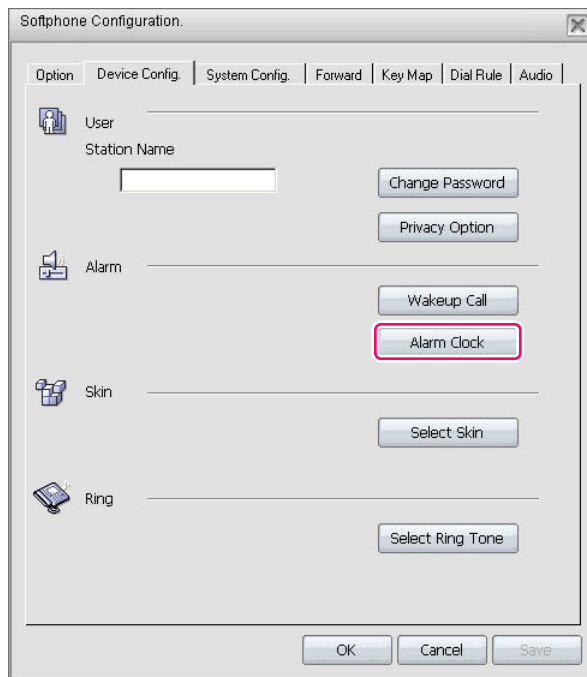 Softphone Configuration.
Option Device Config. System Config. Forward Key Map Dial Rule Audio
User
Station Name
Change Password
Privacy Option
Alarm
Wakeup Call
Alarm Clock
Skin
Select Skin
Ring
Select Ring Tone
OK Cancel Save